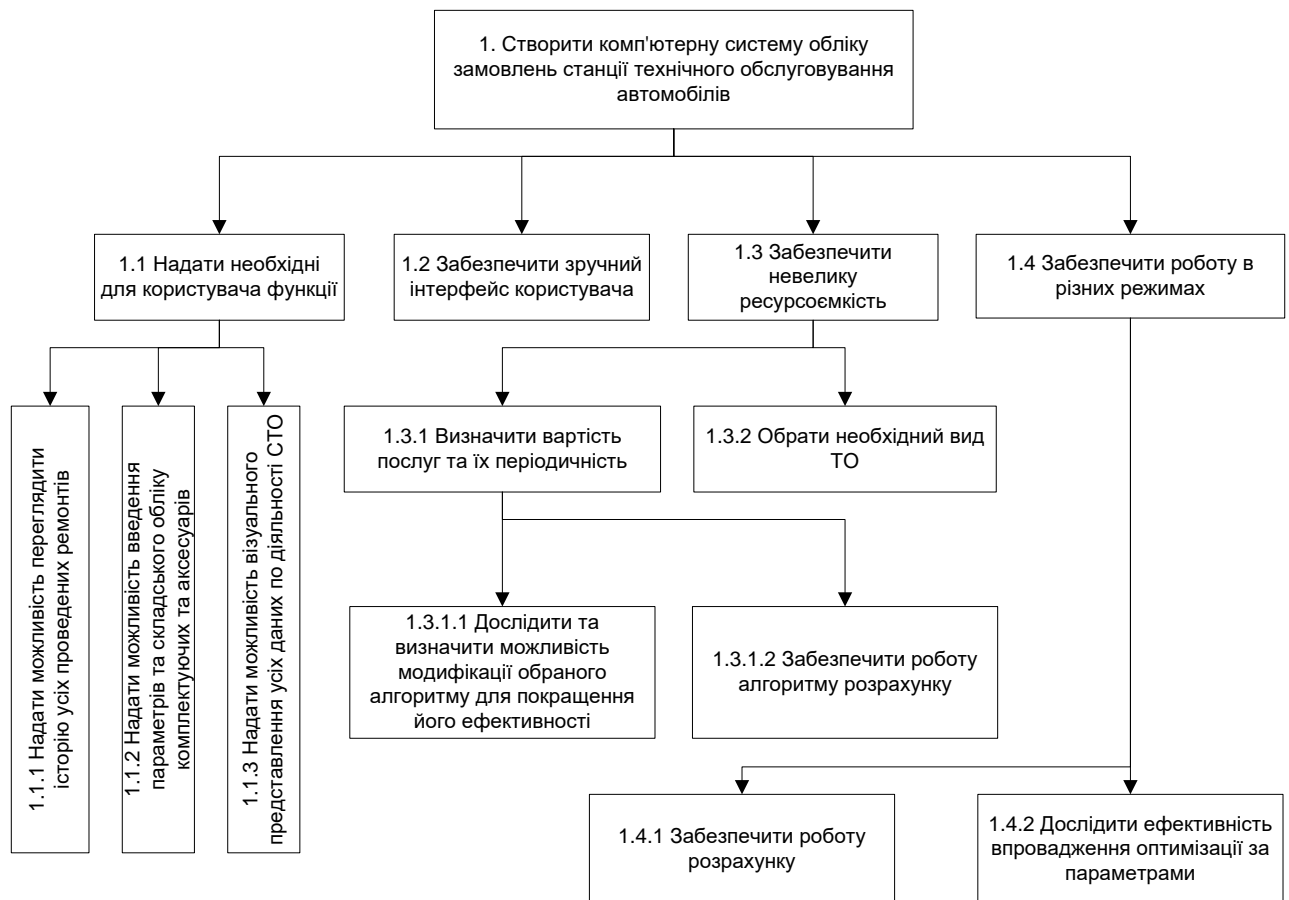 1. Створити комп'ютерну систему обліку
замовлень станції технічного обслуговування
автомобілів
1.1 Надати необхідні
для користувача функції
1.2 Забезпечити зручний
інтерфейс користувача
1.3 Забезпечити
невелику
ресурсоємкість
1.4 Забезпечити роботу в
різних режимах
1.1.1 Надати можливість переглядити
історію усіх проведених ремонтів
1.1.2 Надати можливість введення
параметрів та складського обліку
комплектуючих та аксесуарів
1.1.3 Надати можливість візуального
представлення усіх даних по діяльності СТО
1.3.1 Визначити вартість
послуг та їх періодичність
1.3.2 Обрати необхідний вид
ТО
1.3.1.1 Дослідити та
визначити можливість
модифікації обраного
алгоритму для покращення
його ефективності
1.3.1.2 Забезпечити роботу
алгоритму розрахунку
1.4.1 Забезпечити роботу
розрахунку
1.4.2 Дослідити ефективність
впровадження оптимізації за
параметрами